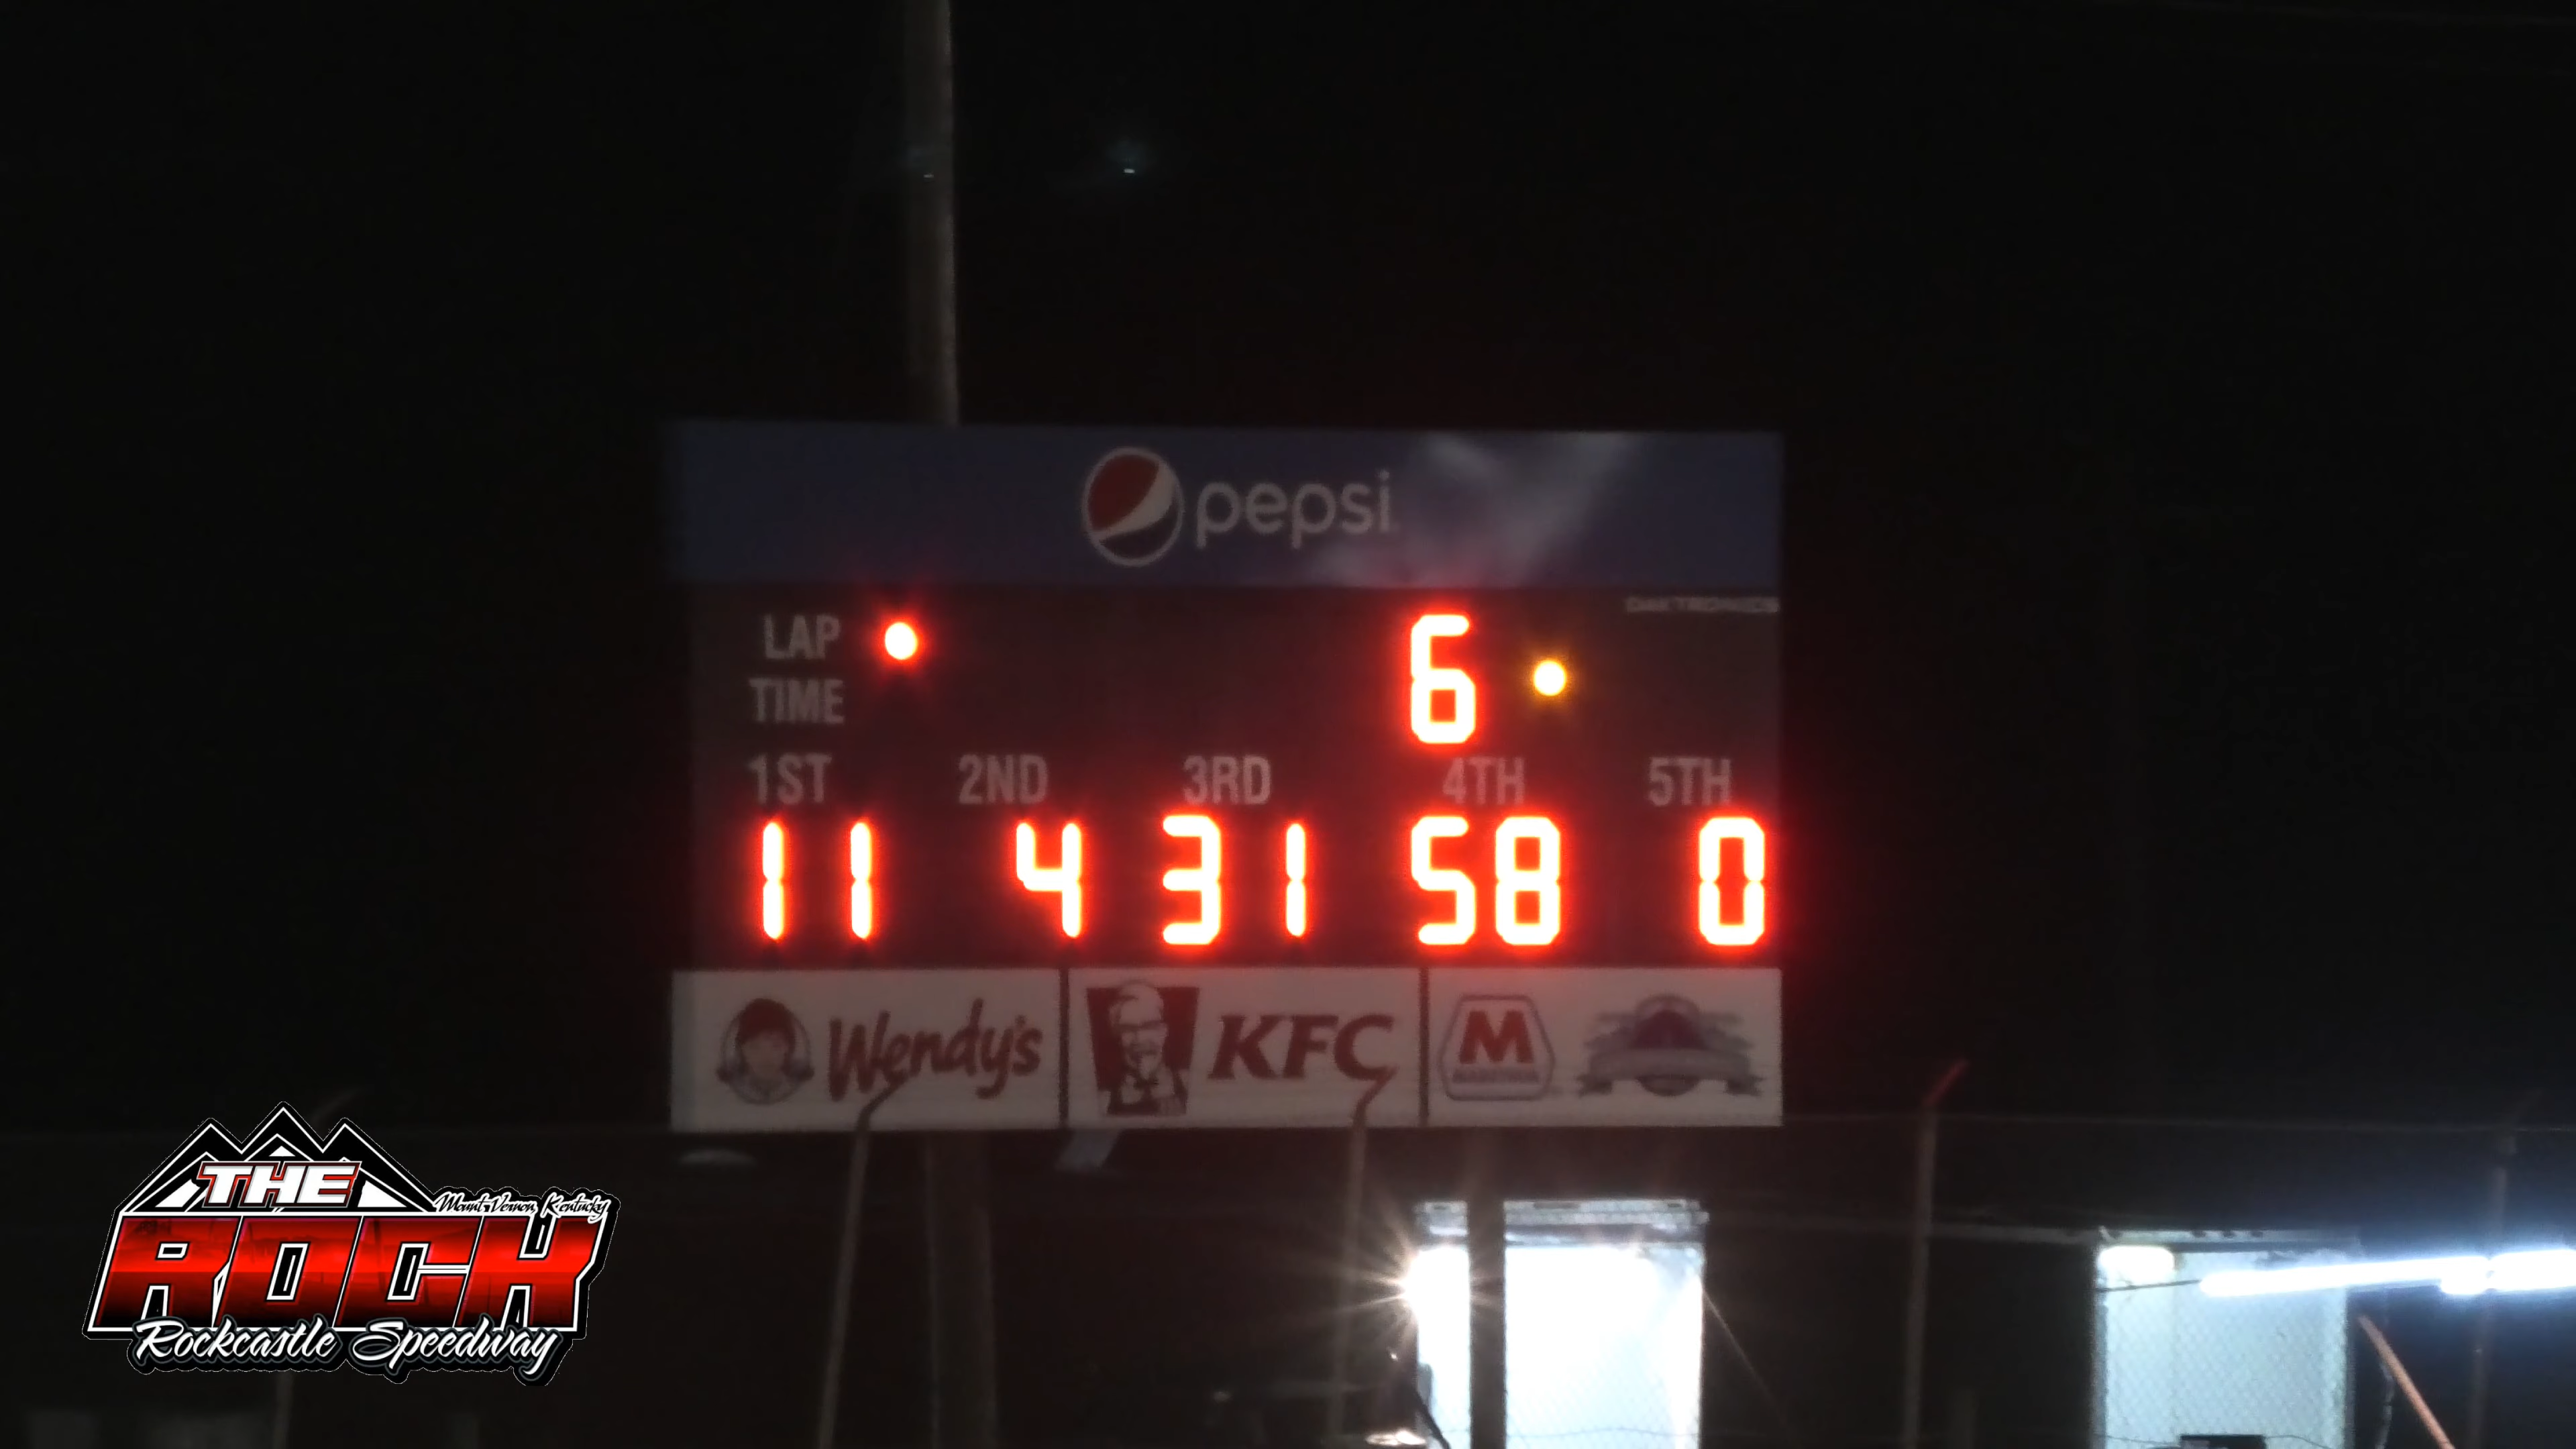 pepsi
DAKTRONICS
LAP
6
TIME
1ST 2ND 3RD 4TH 5TH
11 4 31 58 0
Wendy's KFC M
THE
Mount Vernon, Kentucky
ROCK
Rockcastle Speedway